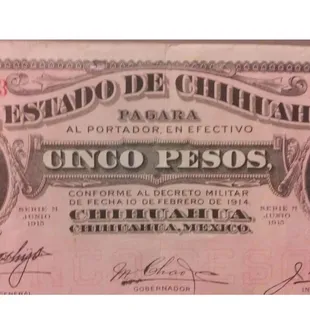 ESTADO DE CHIHUAH
PAGARA
AL PORTADOR, EN EFECTIVO
CINCO PESOS,
CONFORME AL DECRETO MILITAR
DE FECHA 10 DE FEBRERO DE 1914.
SERIE M
JUNIO
1915
SERIE M
JUNIO
1915
CHIHUAHUA,
CHIHUAHUA, MEXICO.
GOBERNADOR